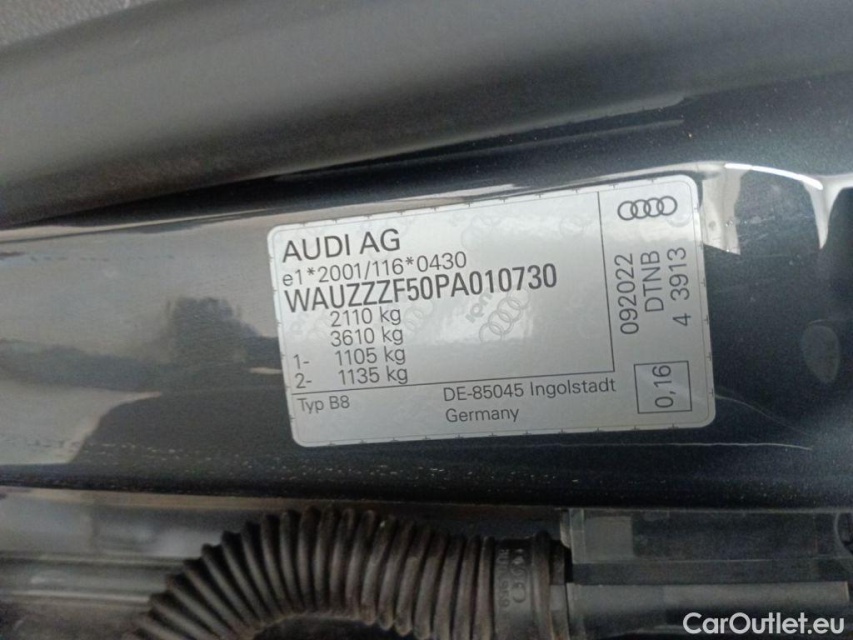 AUDI AG
e1*2001/116*0430
WAUZZZF50PA010730
2110 kg
3610 kg
1- 1105 kg
2- 1135 kg
Typ B8
DE-85045 Ingolstadt
Germany
092022
DTNB
4 3913
0,16
CarOutlet.eu